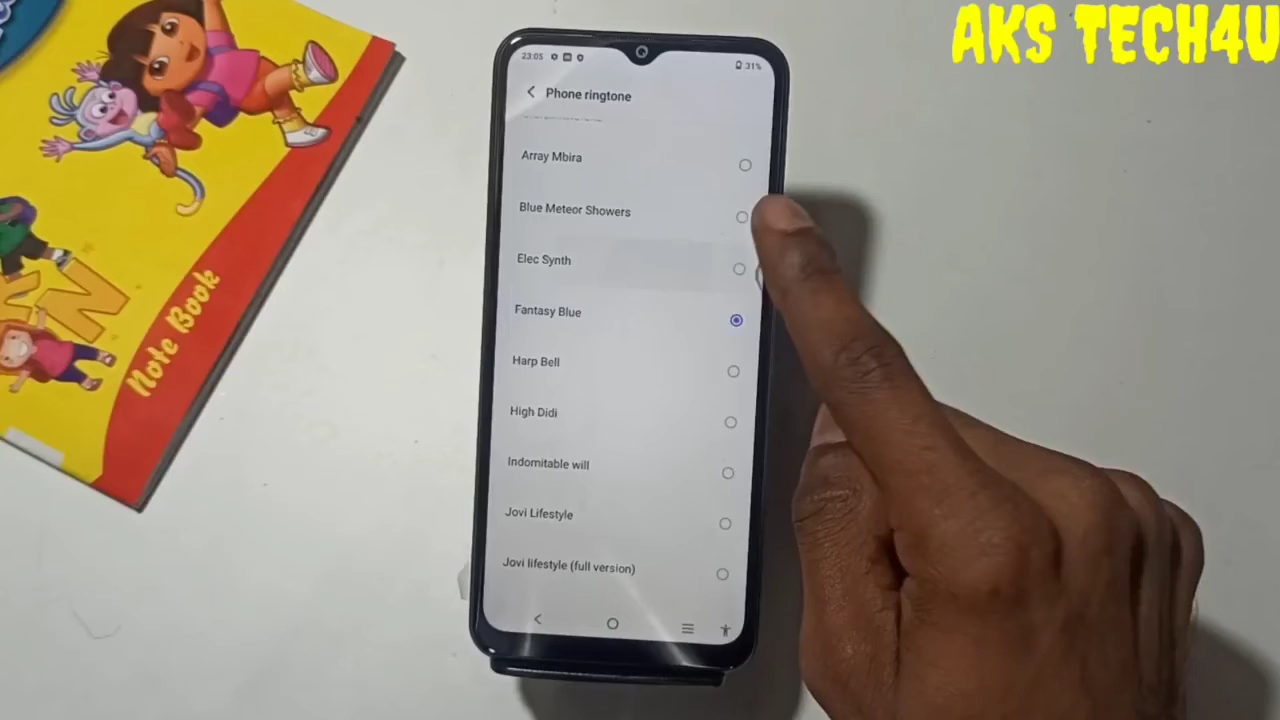 AKS TECH4U
23:05
31%
Phone ringtone
Array Mbira
Blue Meteor Showers
Elec Synth
Fantasy Blue
Harp Bell
High Didi
Indomitable will
Jovi Lifestyle
Jovi lifestyle (full version)
Note Book